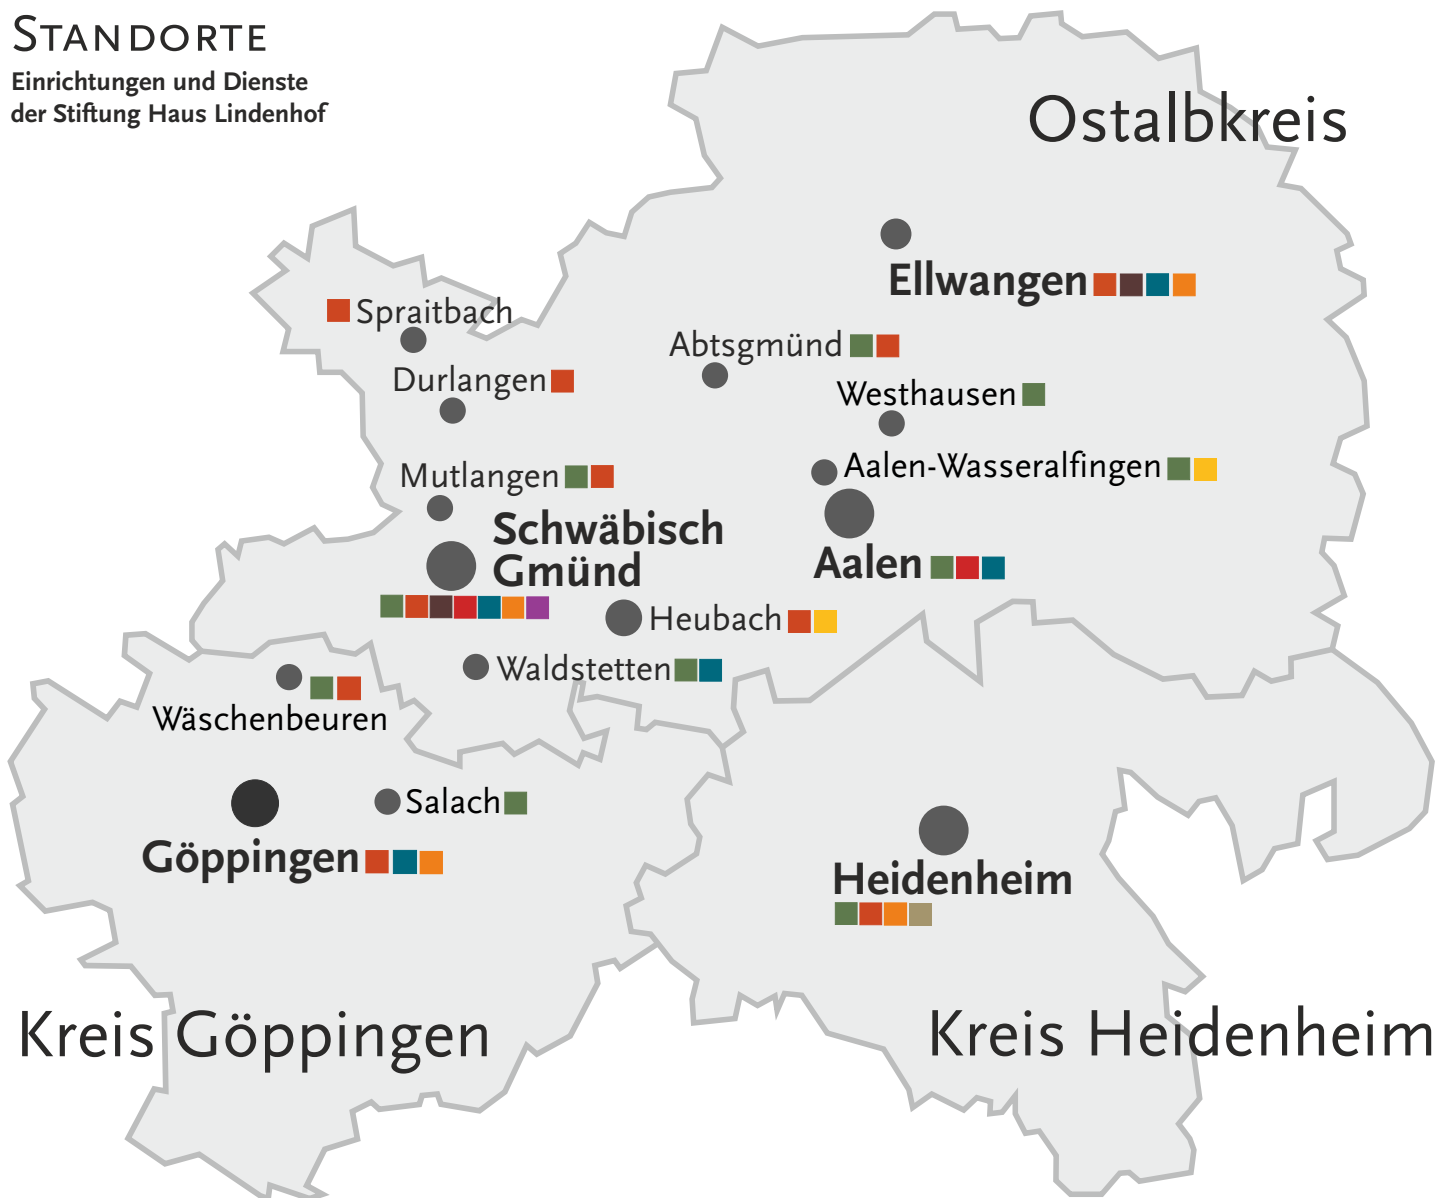 STANDORTE
Einrichtungen und Dienste
der Stiftung Haus Lindenhof
Ostalbkreis
Ellwangen
Spraitbach
Abtsgmünd
Durlangen
Westhausen
Aalen-Wasseralfingen
Mutlangen
Schwäbisch
Gmünd
Aalen
Heubach
Waldstetten
Wäschenbeuren
Salach
Göppingen
Heidenheim
Kreis Göppingen
Kreis Heidenheim